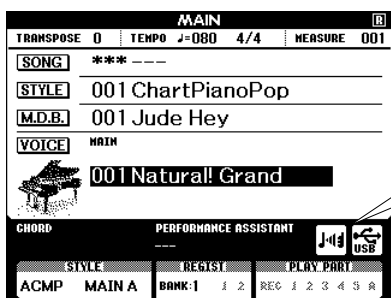 MAIN R
TRANSPOSE 0 TEMPO ♩=080 4/4 MEASURE 001
SONG *** ---
STYLE 001 ChartPianoPop
M.D.B. 001 Jude Hey
VOICE MAIN
001 Natural! Grand
CHORD PERFORMANCE ASSISTANT
---
USB
STYLE REGIST PLAY PART
ACMP MAIN A BANK:1 1 2 REC 1 2 3 4 5 A